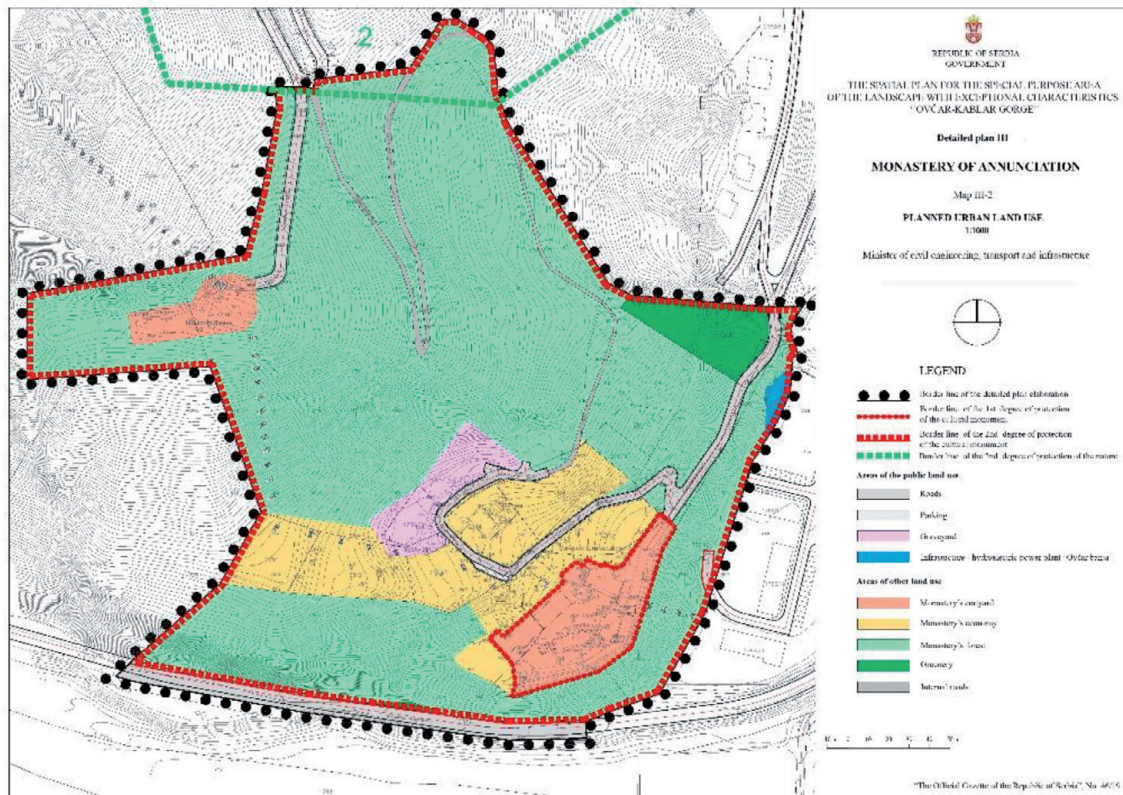 2
REPUBLIC OF SERBIA
GOVERNMENT
THE SPATIAL PLAN FOR THE SPECIAL PURPOSE AREA
OF THE LANDSCAPE WITH EXCEPTIONAL CHARACTERISTICS
"OVČAR-KABLAR GORGE"
Detailed plan III
MONASTERY OF ANNUNCIATION
Map III-2
PLANNED URBAN LAND USE
1:1000
Minister of civil engineering, transport and infrastructure
LEGEND
Border line of the detailed plan elaboration
Border line of the 1st degree of protection
of the cultural monument
Border line of the 2nd degree of protection
of the cultural monument
Border line of the 2nd degree of protection of the nature
Areas of the public land use
Roads
Parking
Graveyard
Infrastructure - hydroelectric power plant "Ovčar banja"
Areas of other land use
Monastery's courtyard
Monastery's economy
Monastery's forest
Greenery
Internal roads
"The Official Gazette of the Republic of Serbia", No. 46/19